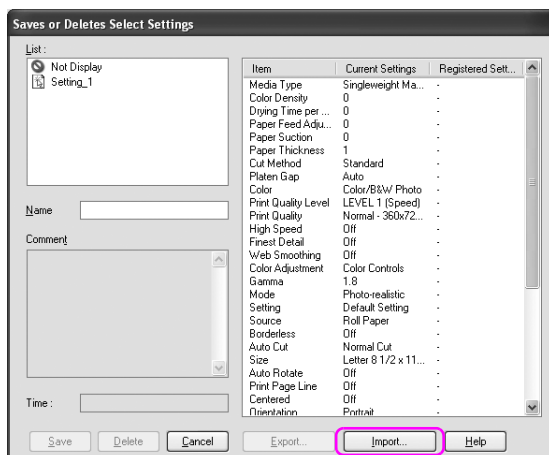 Saves or Deletes Select Settings
List :
Not Display
Setting_1
Name
Comment
Time :
Item Current Settings Registered Sett...
Media Type Singleweight Ma... -
Color Density 0 -
Drying Time per ... 0 -
Paper Feed Adju... 0 -
Paper Suction 0 -
Paper Thickness 1 -
Cut Method Standard -
Platen Gap Auto -
Color Color/B&W Photo -
Print Quality Level LEVEL 1 (Speed) -
Print Quality Normal - 360x72... -
High Speed Off -
Finest Detail Off -
Web Smoothing Off -
Color Adjustment Color Controls -
Gamma 1.8 -
Mode Photo-realistic -
Setting Default Setting -
Source Roll Paper -
Borderless Off -
Auto Cut Normal Cut -
Size Letter 8 1/2 x 11... -
Auto Rotate Off -
Print Page Line Off -
Centered Off -
Orientation Portrait -
Save Delete Cancel Export... Import... Help